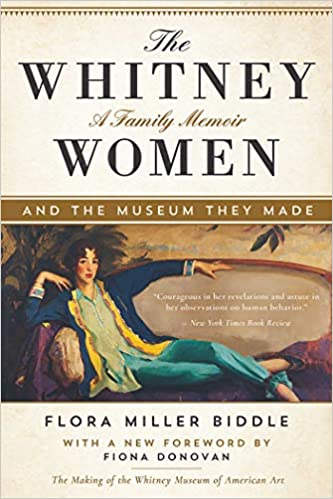 The
WHITNEY
A Family Memoir
WOMEN
AND THE MUSEUM THEY MADE
"Courageous in her revelations and astute in
her observations on human behavior."
– New York Times Book Review
FLORA MILLER BIDDLE
WITH A NEW FOREWORD BY
FIONA DONOVAN
The Making of the Whitney Museum of American Art